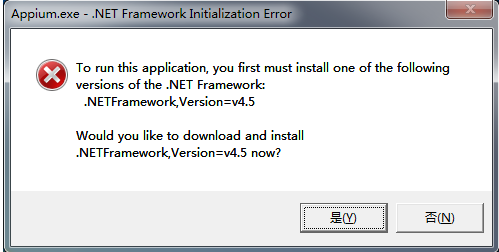 Appium.exe - .NET Framework Initialization Error
To run this application, you first must install one of the following
versions of the .NET Framework:
.NETFramework,Version=v4.5
Would you like to download and install
.NETFramework,Version=v4.5 now?
是(Y) 否(N)